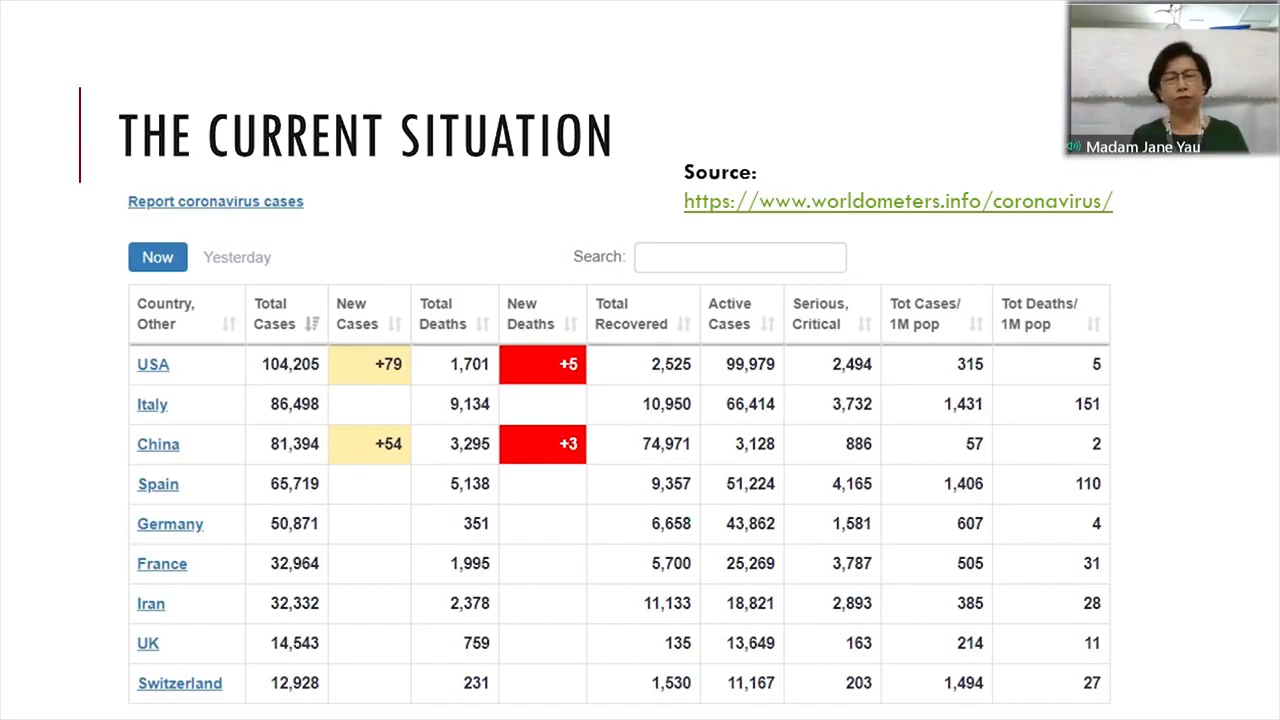 Madam Jane Yau
THE CURRENT SITUATION
Source:
https://www.worldometers.info/coronavirus/
Report coronavirus cases
Now Yesterday Search:
Country, Other Total Cases New Cases Total Deaths New Deaths Total Recovered Active Cases Serious, Critical Tot Cases/ 1M pop Tot Deaths/ 1M pop
USA 104,205 +79 1,701 +5 2,525 99,979 2,494 315 5
Italy 86,498 9,134 10,950 66,414 3,732 1,431 151
China 81,394 +54 3,295 +3 74,971 3,128 886 57 2
Spain 65,719 5,138 9,357 51,224 4,165 1,406 110
Germany 50,871 351 6,658 43,862 1,581 607 4
France 32,964 1,995 5,700 25,269 3,787 505 31
Iran 32,332 2,378 11,133 18,821 2,893 385 28
UK 14,543 759 135 13,649 163 214 11
Switzerland 12,928 231 1,530 11,167 203 1,494 27